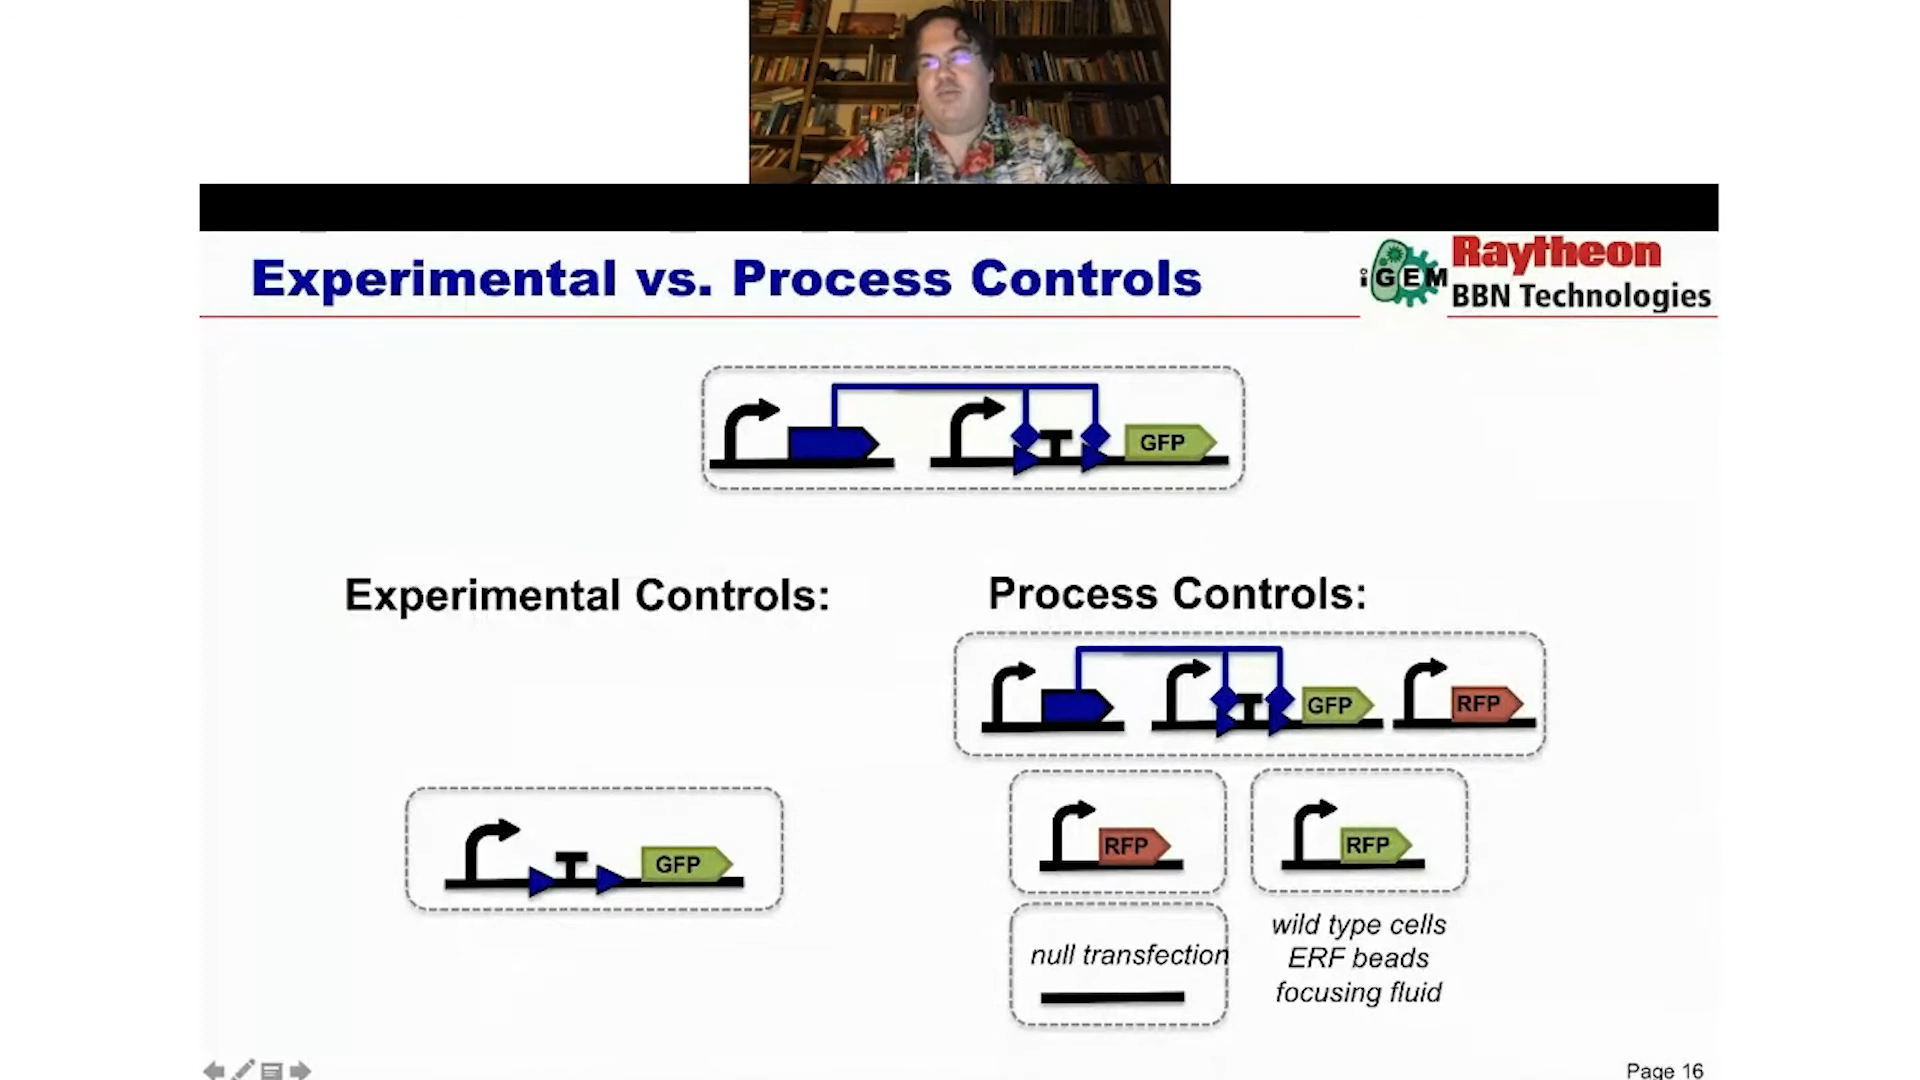 Experimental vs. Process Controls
iGEM
Raytheon
BBN Technologies
GFP
Experimental Controls:
Process Controls:
GFP
RFP
GFP
RFP
RFP
null transfection
wild type cells
ERF beads
focusing fluid
Page 16